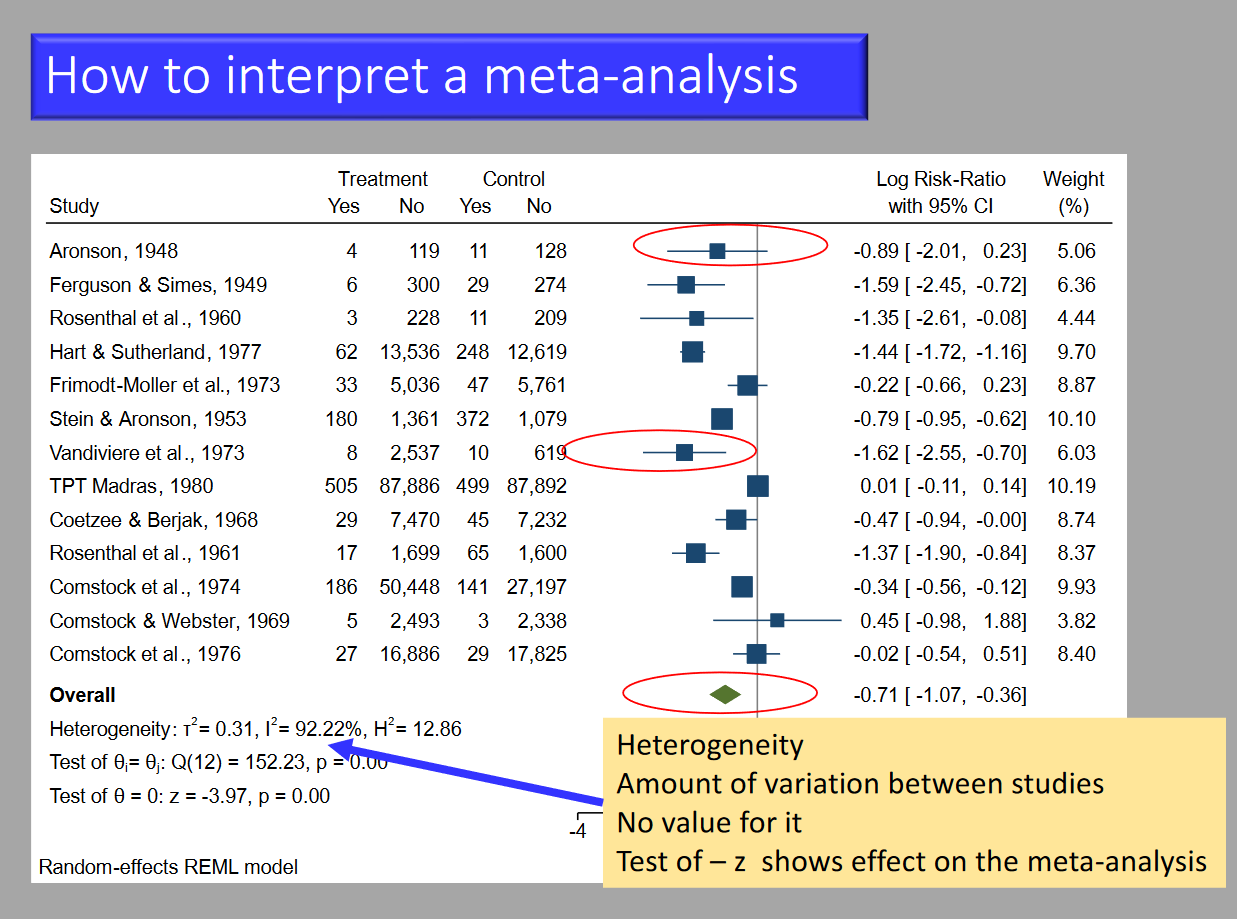 How to interpret a meta-analysis
Treatment Control Log Risk-Ratio Weight
Study Yes No Yes No with 95% CI (%)
Aronson, 1948 4 119 11 128 -0.89 [ -2.01, 0.23] 5.06
Ferguson & Simes, 1949 6 300 29 274 -1.59 [ -2.45, -0.72] 6.36
Rosenthal et al., 1960 3 228 11 209 -1.35 [ -2.61, -0.08] 4.44
Hart & Sutherland, 1977 62 13,536 248 12,619 -1.44 [ -1.72, -1.16] 9.70
Frimodt-Moller et al., 1973 33 5,036 47 5,761 -0.22 [ -0.66, 0.23] 8.87
Stein & Aronson, 1953 180 1,361 372 1,079 -0.79 [ -0.95, -0.62] 10.10
Vandiviere et al., 1973 8 2,537 10 619 -1.62 [ -2.55, -0.70] 6.03
TPT Madras, 1980 505 87,886 499 87,892 0.01 [ -0.11, 0.14] 10.19
Coetzee & Berjak, 1968 29 7,470 45 7,232 -0.47 [ -0.94, -0.00] 8.74
Rosenthal et al., 1961 17 1,699 65 1,600 -1.37 [ -1.90, -0.84] 8.37
Comstock et al., 1974 186 50,448 141 27,197 -0.34 [ -0.56, -0.12] 9.93
Comstock & Webster, 1969 5 2,493 3 2,338 0.45 [ -0.98, 1.88] 3.82
Comstock et al., 1976 27 16,886 29 17,825 -0.02 [ -0.54, 0.51] 8.40
Overall -0.71 [ -1.07, -0.36]
Heterogeneity: τ²= 0.31, I²= 92.22%, H²= 12.86
Test of θᵢ= θⱼ: Q(12) = 152.23, p = 0.00
Test of θ = 0: z = -3.97, p = 0.00
-4
Random-effects REML model
Heterogeneity
Amount of variation between studies
No value for it
Test of – z shows effect on the meta-analysis